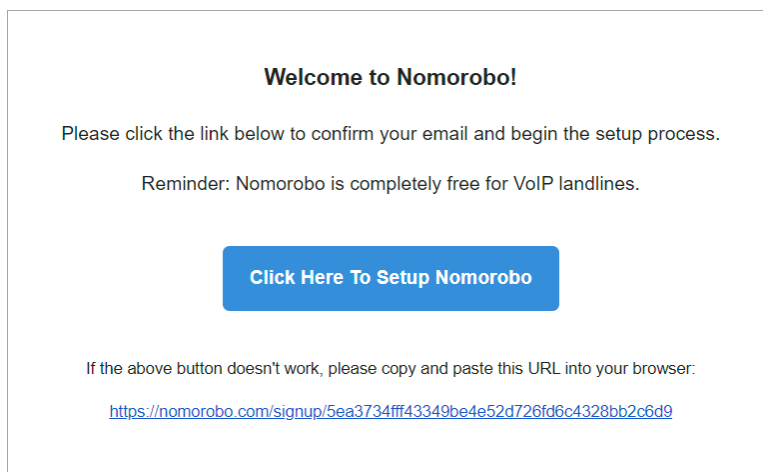 Welcome to Nomorobo!
Please click the link below to confirm your email and begin the setup process.
Reminder: Nomorobo is completely free for VoIP landlines.
Click Here To Setup Nomorobo
If the above button doesn't work, please copy and paste this URL into your browser:
https://nomorobo.com/signup/5ea3734fff43349be4e52d726fd6c4328bb2c6d9